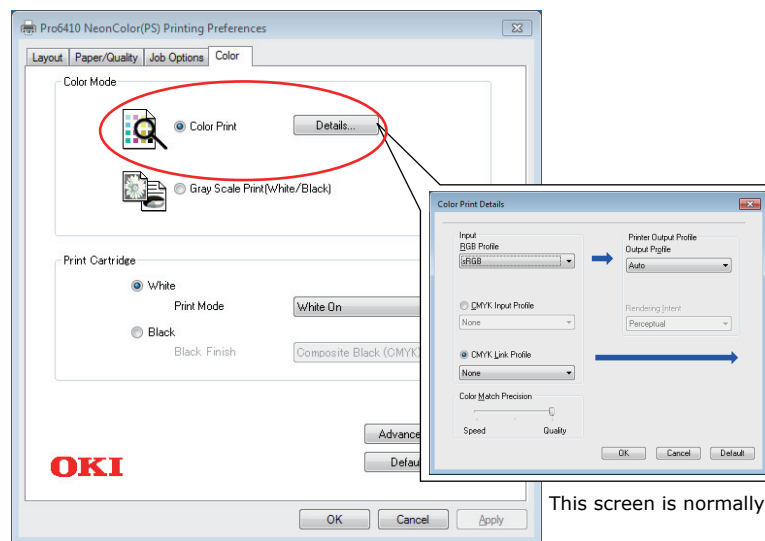 Pro6410 NeonColor(PS) Printing Preferences
Layout
Paper/Quality
Job Options
Color
Color Mode
Color Print
Details...
Gray Scale Print(White/Black)
Print Cartridge
White
Print Mode
White On
Black
Black Finish
Composite Black (CMYK)
Advance
Defau
OKI
OK
Cancel
Apply
Color Print Details
Input
RGB Profile
sRGB
Printer Output Profile
Output Profile
Auto
CMYK Input Profile
None
Rendering Intent
Perceptual
CMYK Link Profile
None
Color Match Precision
Speed
Quality
OK
Cancel
Default
This screen is normally